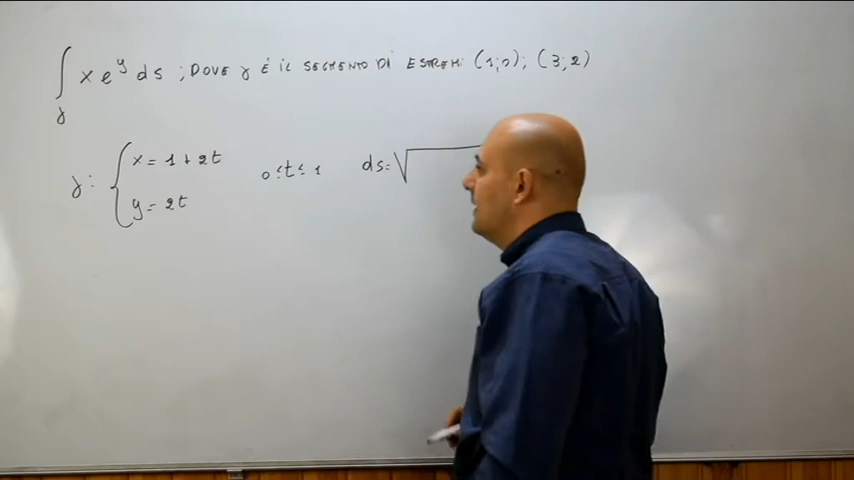 ∫γ x e^y ds ; DOVE γ È IL SEGMENTO DI ESTREMI (1;0); (3;2)
γ: { x = 1 + 2t 0 ≤ t ≤ 1 ds = √
y = 2t